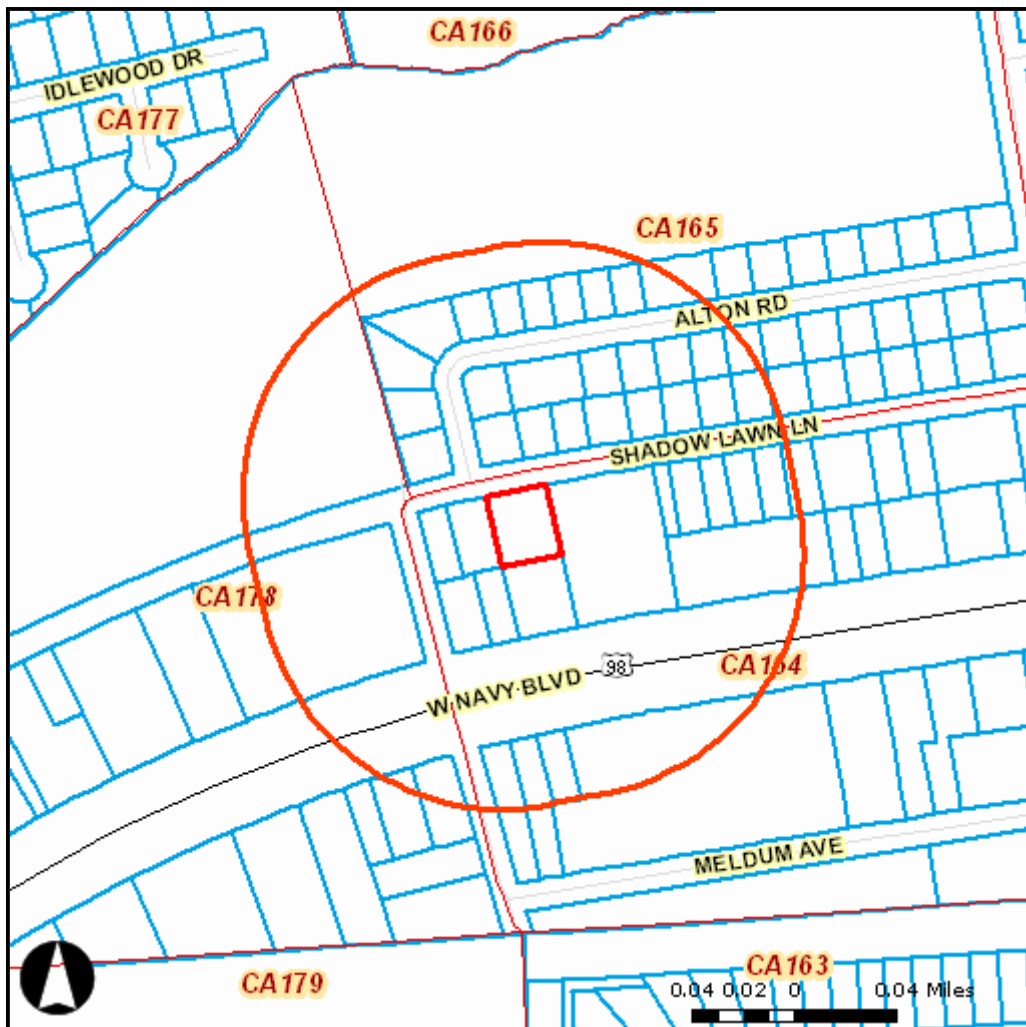 CA166
IDLEWOOD DR
CA177
CA165
ALTON RD
SHADOW LAWN LN
CA178
98
CA164
W NAVY BLVD
MELDUM AVE
CA163
CA179
0.04 0.02 0 0.04 Miles